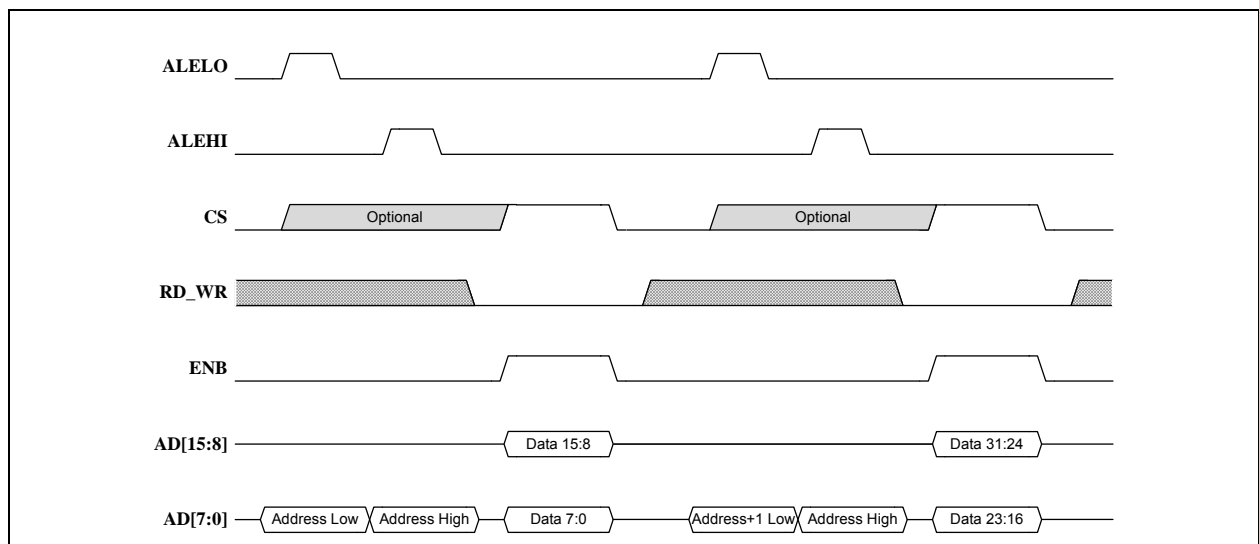 ALELO
ALEHI
CS Optional Optional
RD_WR
ENB
AD[15:8] Data 15:8 Data 31:24
AD[7:0] Address Low Address High Data 7:0 Address+1 Low Address High Data 23:16